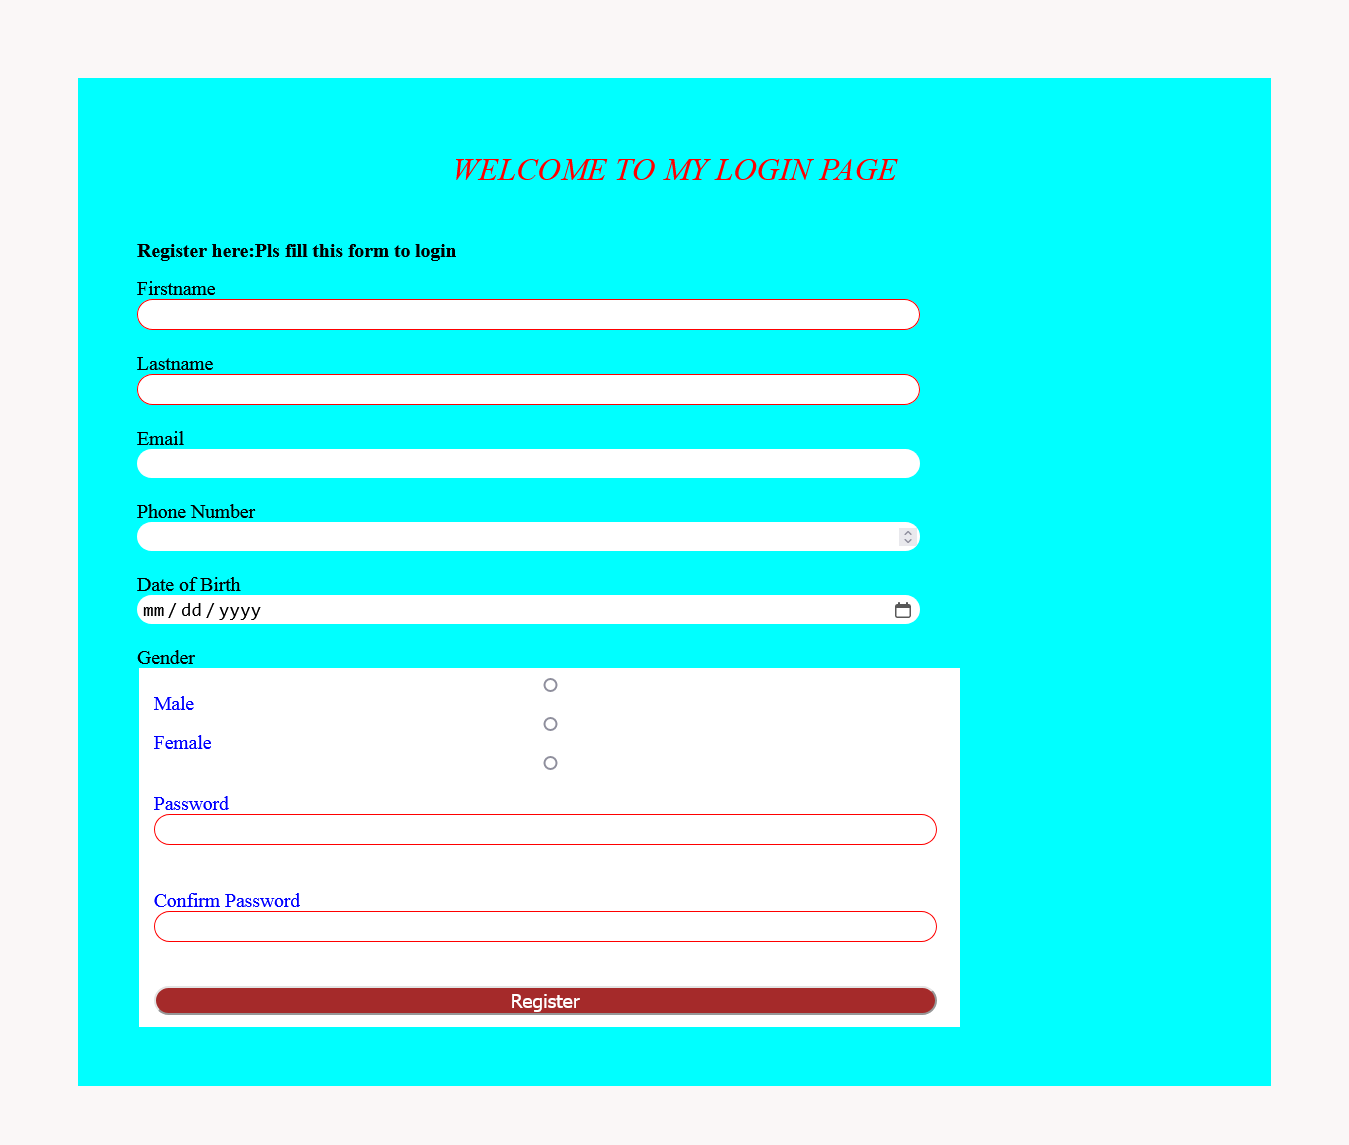 WELCOME TO MY LOGIN PAGE
Register here:Pls fill this form to login
Firstname
Lastname
Email
Phone Number
Date of Birth
mm / dd / yyyy
Gender
Male
Female
Password
Confirm Password
Register